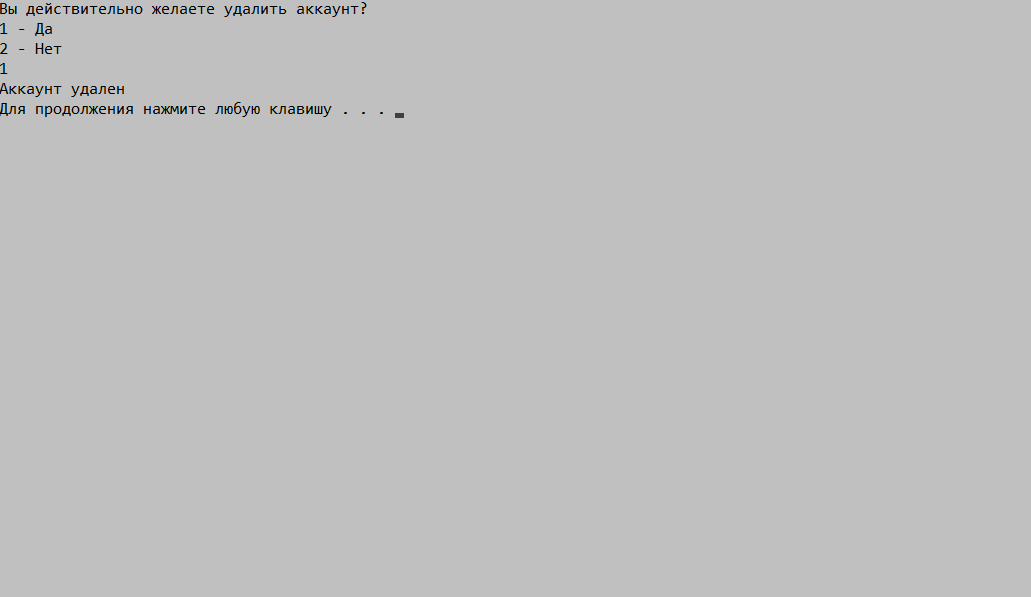 Вы действительно желаете удалить аккаунт?
1 - Да
2 - Нет
1
Аккаунт удален
Для продолжения нажмите любую клавишу . . .